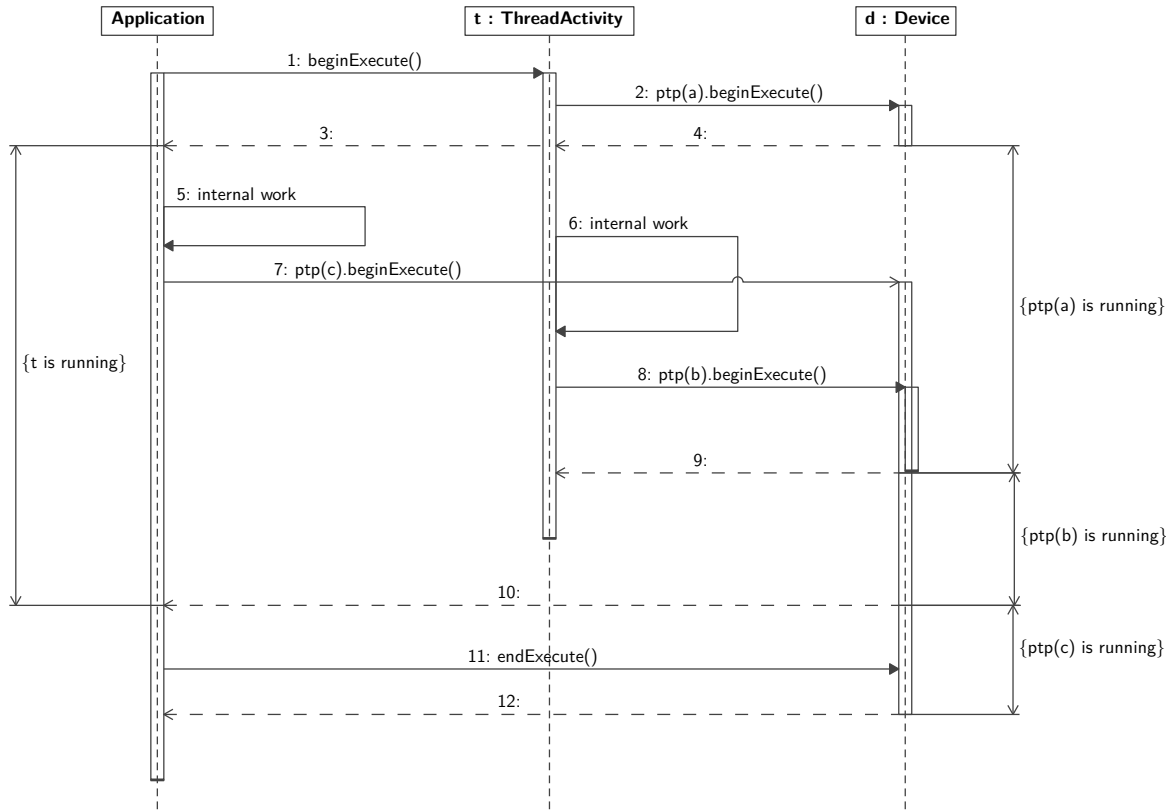 Application
t : ThreadActivity
d : Device
1: beginExecute()
2: ptp(a).beginExecute()
3:
4:
5: internal work
6: internal work
7: ptp(c).beginExecute()
{ptp(a) is running}
{t is running}
8: ptp(b).beginExecute()
9:
{ptp(b) is running}
10:
{ptp(c) is running}
11: endExecute()
12: